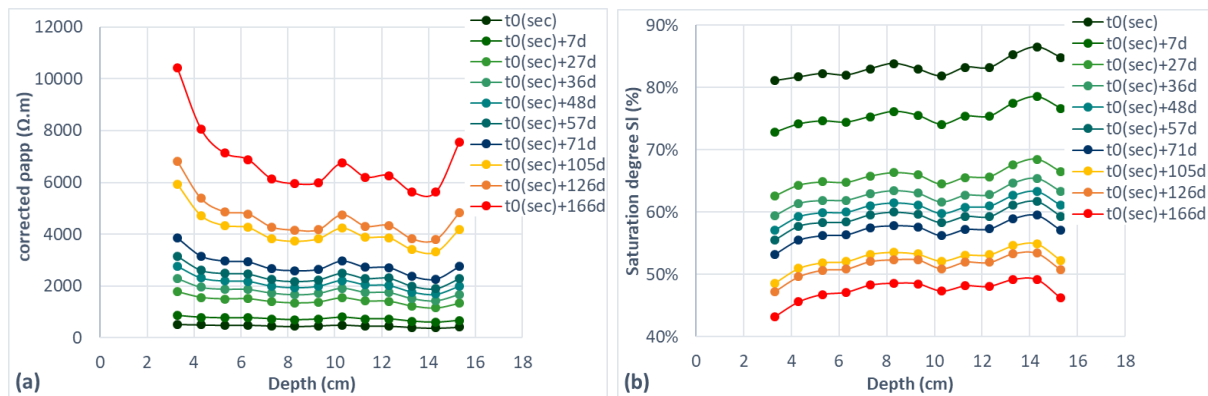 12000
10000
8000
6000
4000
2000
0
corrected ρapp (Ω.m)
0 2 4 6 8 10 12 14 16 18
Depth (cm)
(a)
t0(sec)
t0(sec)+7d
t0(sec)+27d
t0(sec)+36d
t0(sec)+48d
t0(sec)+57d
t0(sec)+71d
t0(sec)+105d
t0(sec)+126d
t0(sec)+166d
90%
80%
70%
60%
50%
40%
Saturation degree SI (%)
0 2 4 6 8 10 12 14 16 18
Depth (cm)
(b)
t0(sec)
t0(sec)+7d
t0(sec)+27d
t0(sec)+36d
t0(sec)+48d
t0(sec)+57d
t0(sec)+71d
t0(sec)+105d
t0(sec)+126d
t0(sec)+166d